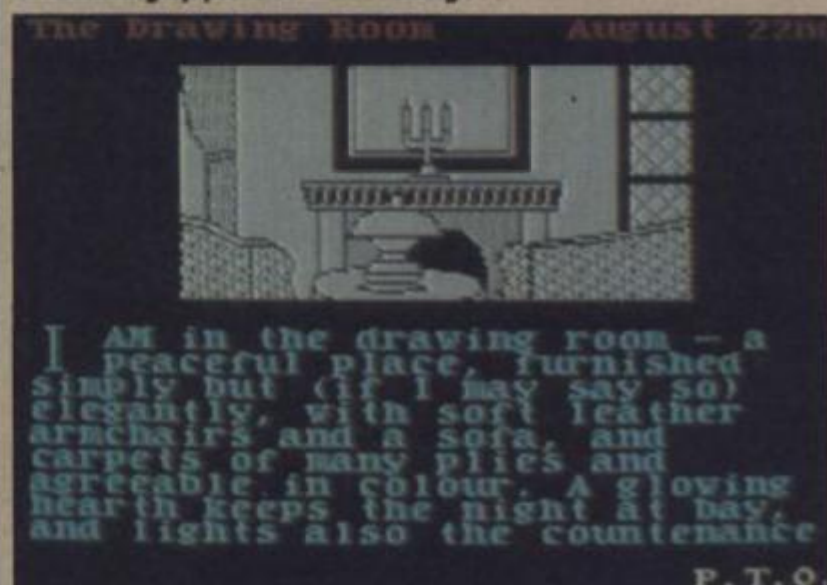 The Drawing Room August 22n
I AM in the drawing room – a
peaceful place, furnished
simply but (if I may say so)
elegantly, with soft leather
armchairs and a sofa, and
carpets of many plies and
agreeable in colour. A glowing
hearth keeps the night at bay,
and lights also the countenance
P.T.O